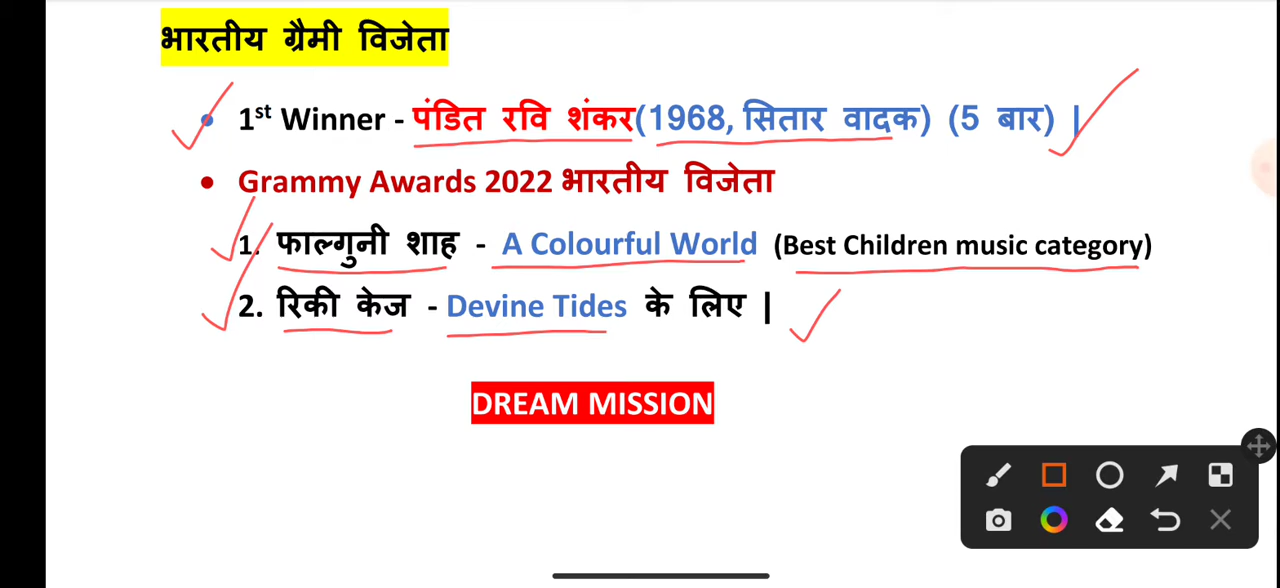 भारतीय ग्रैमी विजेता
• 1st Winner - पंडित रवि शंकर(1968, सितार वादक) (5 बार) |
• Grammy Awards 2022 भारतीय विजेता
1. फाल्गुनी शाह - A Colourful World (Best Children music category)
2. रिकी केज - Devine Tides के लिए |
DREAM MISSION